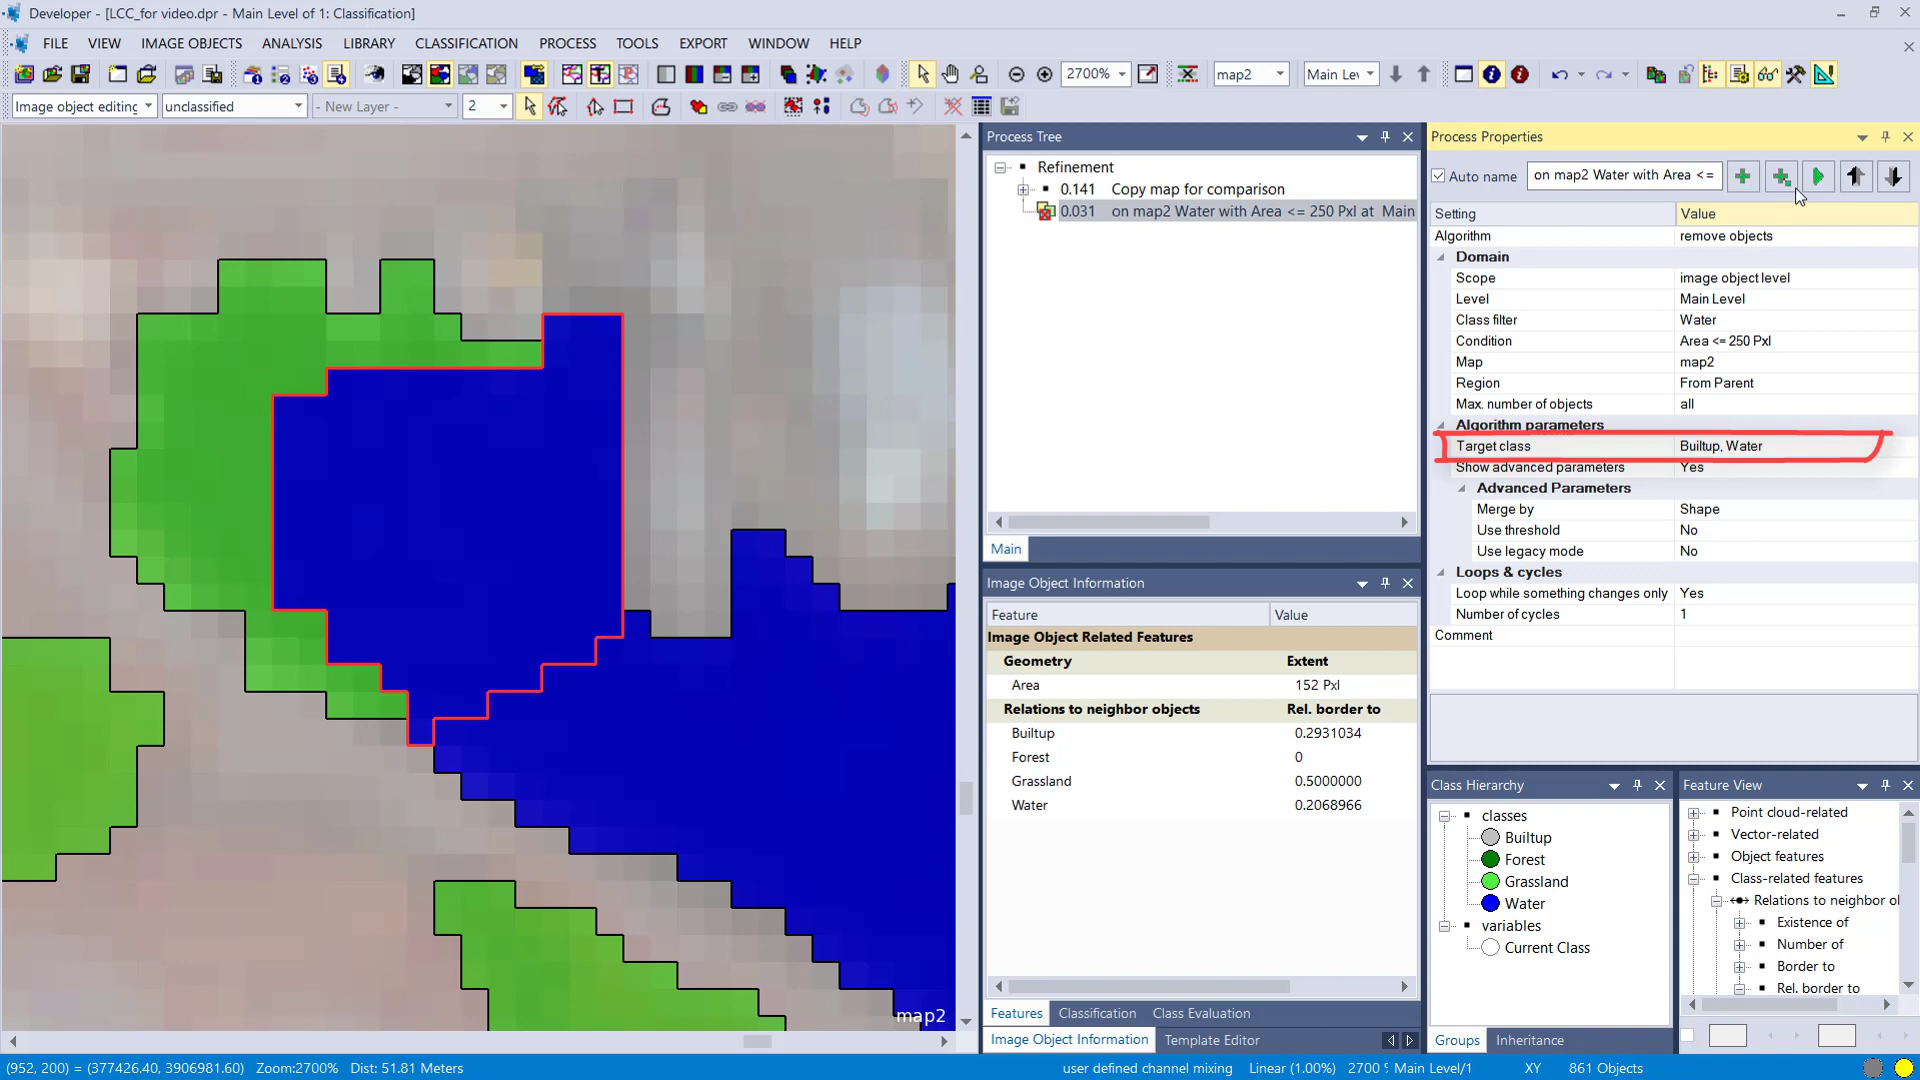 Developer - [LCC_for video.dpr - Main Level of 1: Classification]
FILE VIEW IMAGE OBJECTS ANALYSIS LIBRARY CLASSIFICATION PROCESS TOOLS EXPORT WINDOW HELP
2700% map2 Main Le
Image object editing unclassified - New Layer - 2
Process Tree
Refinement
0.141 Copy map for comparison
0.031 on map2 Water with Area <= 250 Pxl at Main
Main
Process Properties
Auto name on map2 Water with Area <=
Setting Value
Algorithm remove objects
Domain
Scope image object level
Level Main Level
Class filter Water
Condition Area <= 250 Pxl
Map map2
Region From Parent
Max. number of objects all
Algorithm parameters
Target class Builtup, Water
Show advanced parameters Yes
Advanced Parameters
Merge by Shape
Use threshold No
Use legacy mode No
Loops & cycles
Loop while something changes only Yes
Number of cycles 1
Comment
Image Object Information
Feature Value
Image Object Related Features
Geometry Extent
Area 152 Pxl
Relations to neighbor objects Rel. border to
Builtup 0.2931034
Forest 0
Grassland 0.5000000
Water 0.2068966
Features Classification Class Evaluation
Image Object Information Template Editor
Class Hierarchy
classes
Builtup
Forest
Grassland
Water
variables
Current Class
Groups Inheritance
Feature View
Point cloud-related
Vector-related
Object features
Class-related features
Relations to neighbor ol
Existence of
Number of
Border to
Rel. border to
map2
(952, 200) = (377426.40, 3906981.60) Zoom:2700% Dist: 51.81 Meters user defined channel mixing Linear (1.00%) 2700 % Main Level/1 XY 861 Objects